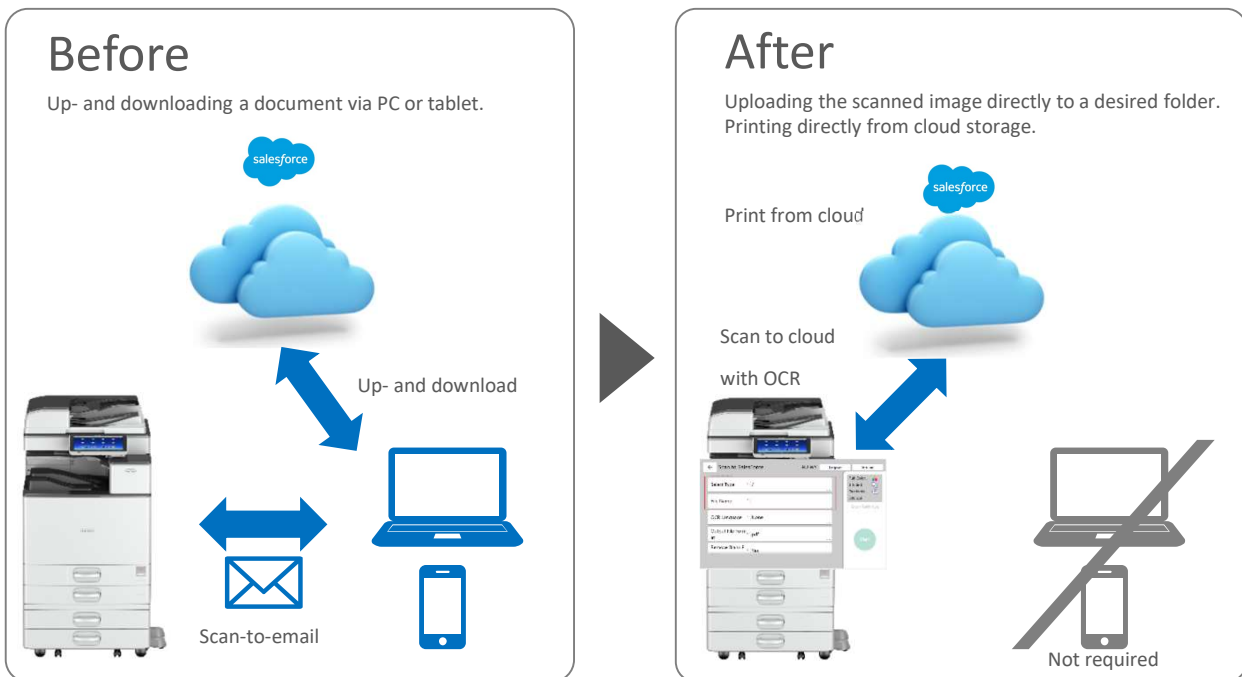 Before
Up- and downloading a document via PC or tablet.
salesforce
Up- and download
Scan-to-email
After
Uploading the scanned image directly to a desired folder.
Printing directly from cloud storage.
salesforce
Print from cloud
Scan to cloud
with OCR
Not required